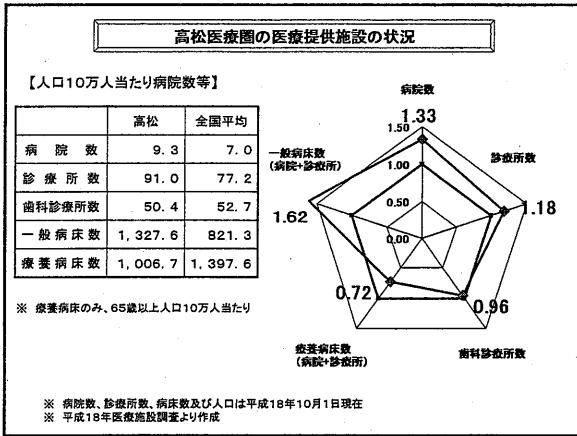 高松医療圏の医療提供施設の状況
【人口10万人当たり病院数等】
高松 全国平均
病院数 9.3 7.0
診療所数 91.0 77.2
歯科診療所数 50.4 52.7
一般病床数 1,327.6 821.3
療養病床数 1,006.7 1,397.6
※ 療養病床のみ、65歳以上人口10万人当たり
病院数
1.33
1.50
1.00
0.50
0.00
診療所数
1.18
歯科診療所数
0.96
療養病床数
(病院+診療所)
0.72
一般病床数
(病院+診療所)
1.62
※ 病院数、診療所数、病床数及び人口は平成18年10月1日現在
※ 平成18年医療施設調査より作成